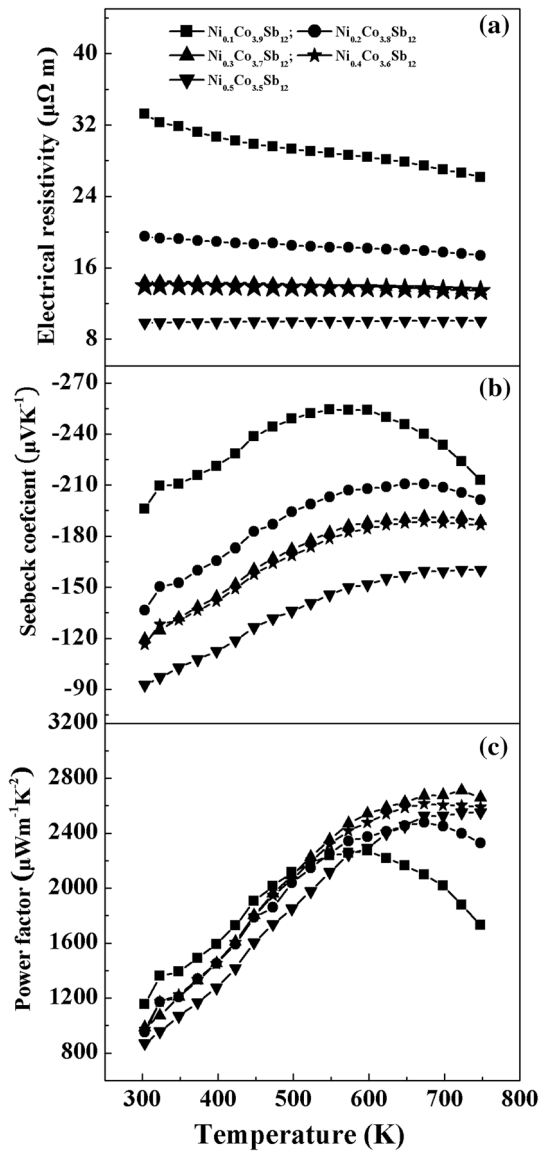 (a)
Ni0.1Co3.9Sb12; Ni0.2Co3.8Sb12
Ni0.3Co3.7Sb12; Ni0.4Co3.6Sb12
Ni0.5Co3.5Sb12
Electrical resistivity (μΩ m)
40
32
24
16
8
(b)
Seebeck coefcient (μVK⁻¹)
-270
-240
-210
-180
-150
-120
-90
(c)
Power factor (μWm⁻¹K⁻²)
3200
2800
2400
2000
1600
1200
800
300 400 500 600 700 800
Temperature (K)